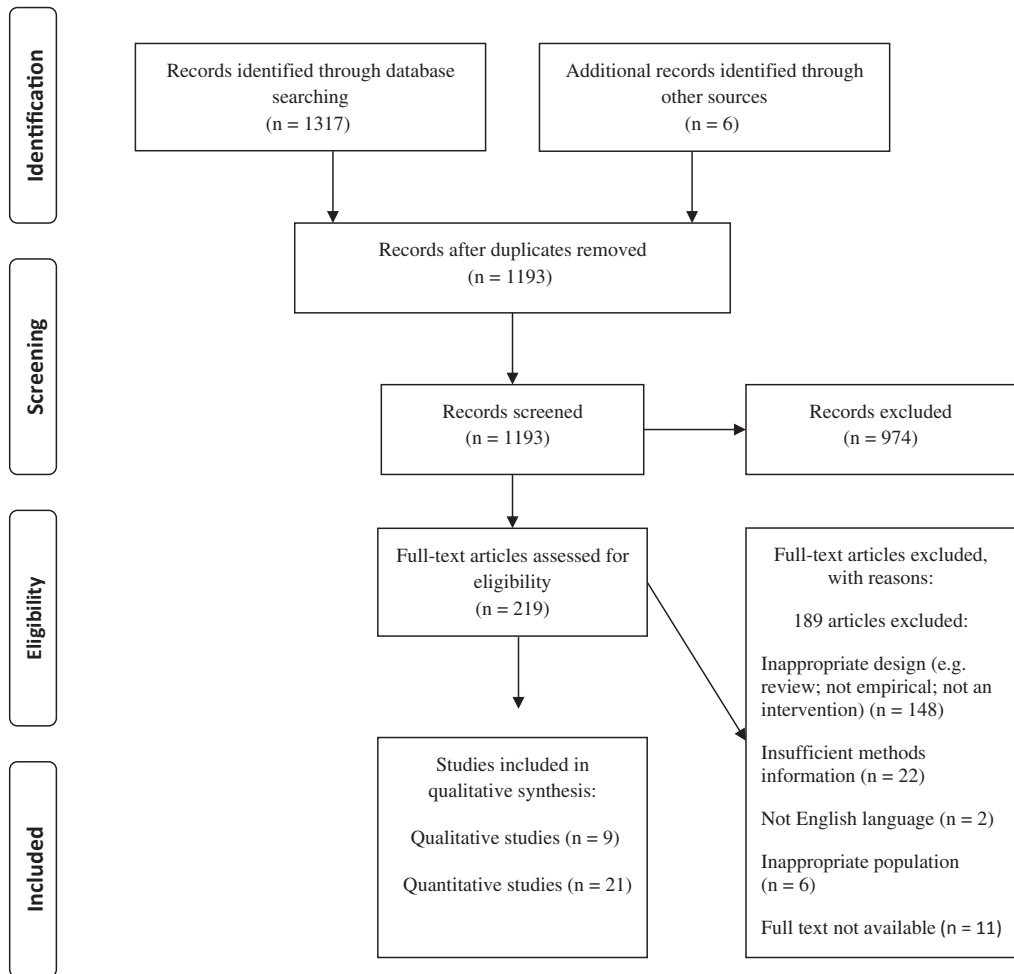 Identification
Records identified through database
searching
(n = 1317)
Additional records identified through
other sources
(n = 6)
Records after duplicates removed
(n = 1193)
Screening
Records screened
(n = 1193)
Records excluded
(n = 974)
Eligibility
Full-text articles assessed for
eligibility
(n = 219)
Full-text articles excluded,
with reasons:
189 articles excluded:
Inappropriate design (e.g.
review; not empirical; not an
intervention) (n = 148)
Insufficient methods
information (n = 22)
Not English language (n = 2)
Inappropriate population
(n = 6)
Full text not available (n = 11)
Included
Studies included in
qualitative synthesis:
Qualitative studies (n = 9)
Quantitative studies (n = 21)